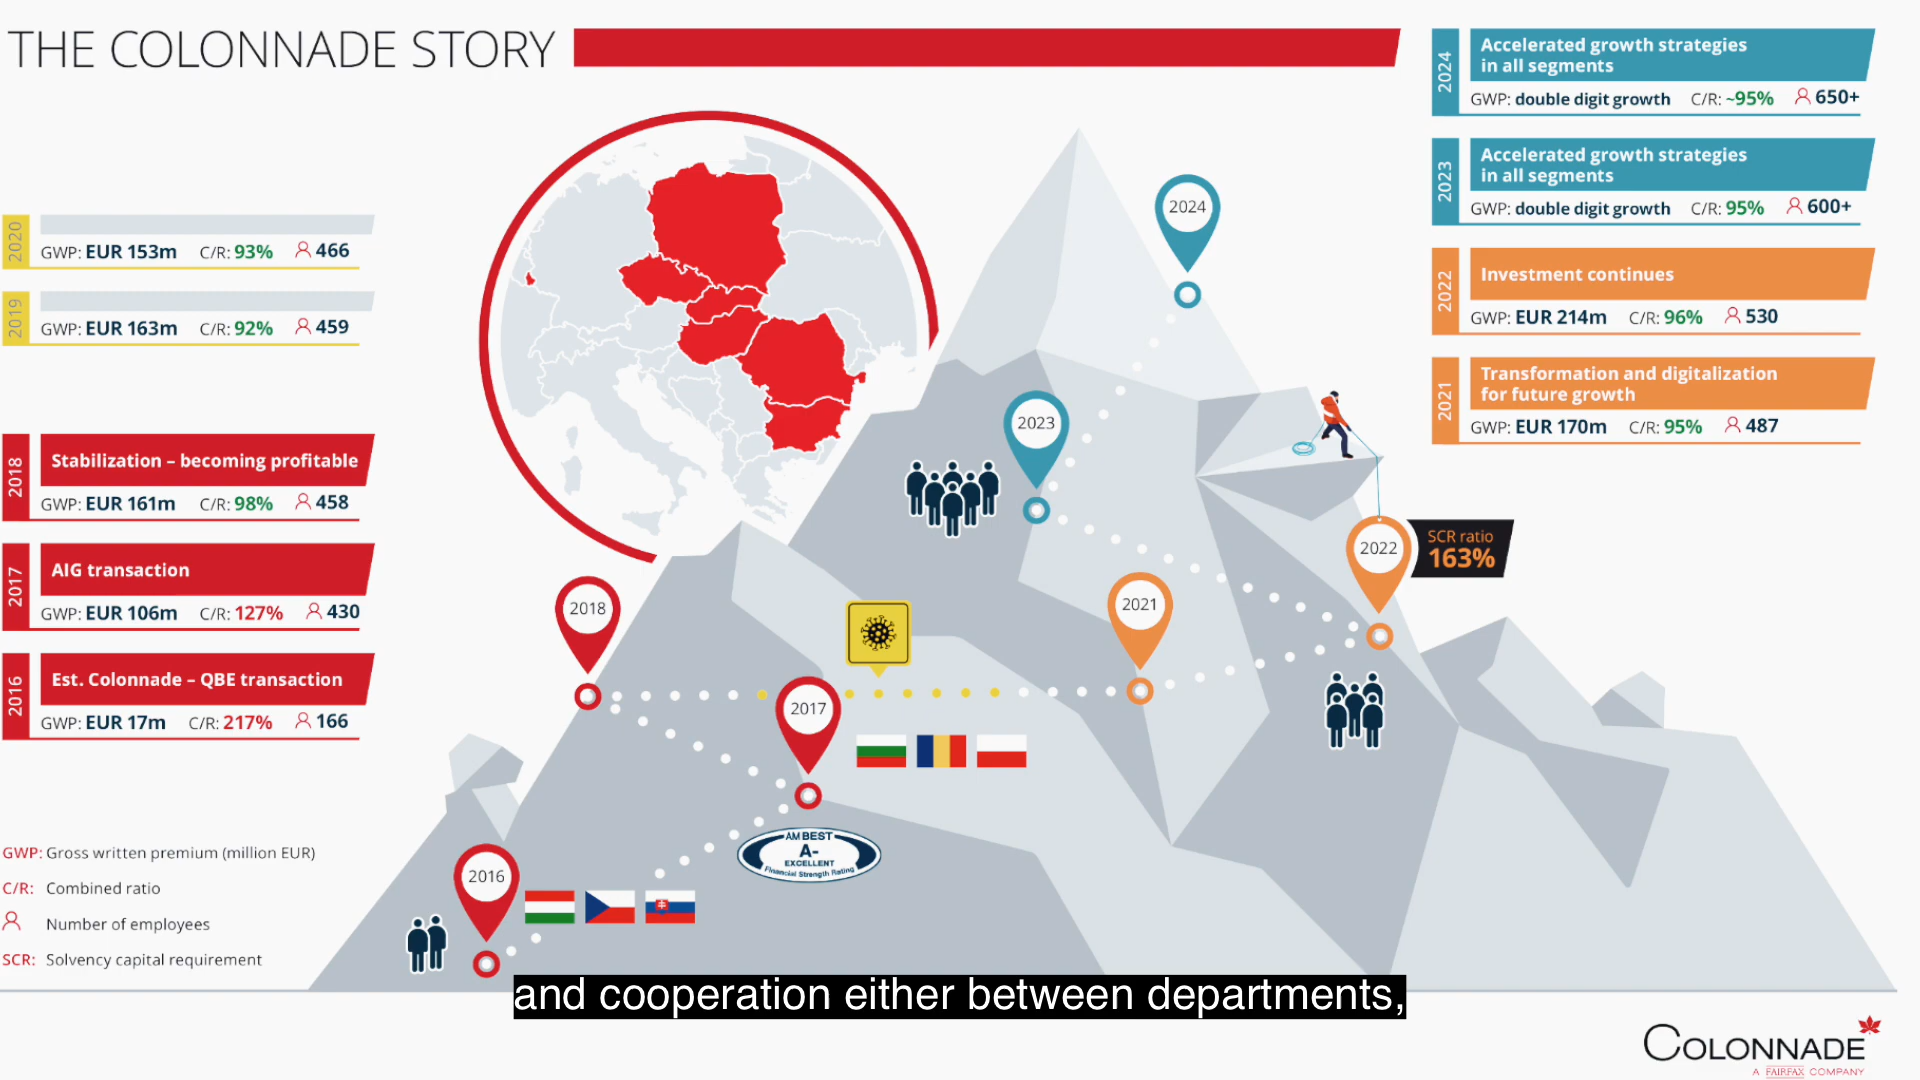 THE COLONNADE STORY
2024
Accelerated growth strategies
in all segments
GWP: double digit growth C/R: ~95% 650+
2023
Accelerated growth strategies
in all segments
GWP: double digit growth C/R: 95% 600+
2022
Investment continues
GWP: EUR 214m C/R: 96% 530
2021
Transformation and digitalization
for future growth
GWP: EUR 170m C/R: 95% 487
2020
GWP: EUR 153m C/R: 93% 466
2019
GWP: EUR 163m C/R: 92% 459
2018
Stabilization – becoming profitable
GWP: EUR 161m C/R: 98% 458
2017
AIG transaction
GWP: EUR 106m C/R: 127% 430
2016
Est. Colonnade – QBE transaction
GWP: EUR 17m C/R: 217% 166
2024
2023
2022
SCR ratio
163%
2021
2018
2017
AM BEST
A-
EXCELLENT
Financial Strength Rating
2016
GWP: Gross written premium (million EUR)
C/R: Combined ratio
Number of employees
SCR: Solvency capital requirement
and cooperation either between departments,
COLONNADE
A FAIRFAX COMPANY